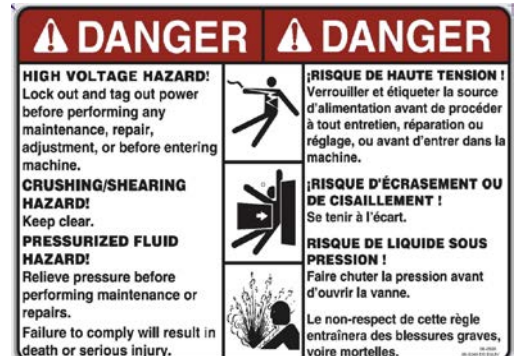 DANGER
HIGH VOLTAGE HAZARD!
Lock out and tag out power
before performing any
maintenance, repair,
adjustment, or before entering
machine.
CRUSHING/SHEARING
HAZARD!
Keep clear.
PRESSURIZED FLUID
HAZARD!
Relieve pressure before
performing maintenance or
repairs.
Failure to comply will result in
death or serious injury.
DANGER
¡RISQUE DE HAUTE TENSION !
Verrouiller et étiqueter la source
d'alimentation avant de procéder
à tout entretien, réparation ou
réglage, ou avant d'entrer dans la
machine.
¡RISQUE D'ÉCRASEMENT OU
DE CISAILLEMENT !
Se tenir à l'écart.
RISQUE DE LIQUIDE SOUS
PRESSION !
Faire chuter la pression avant
d'ouvrir la vanne.
Le non-respect de cette règle
entraînera des blessures graves,
voire mortelles.